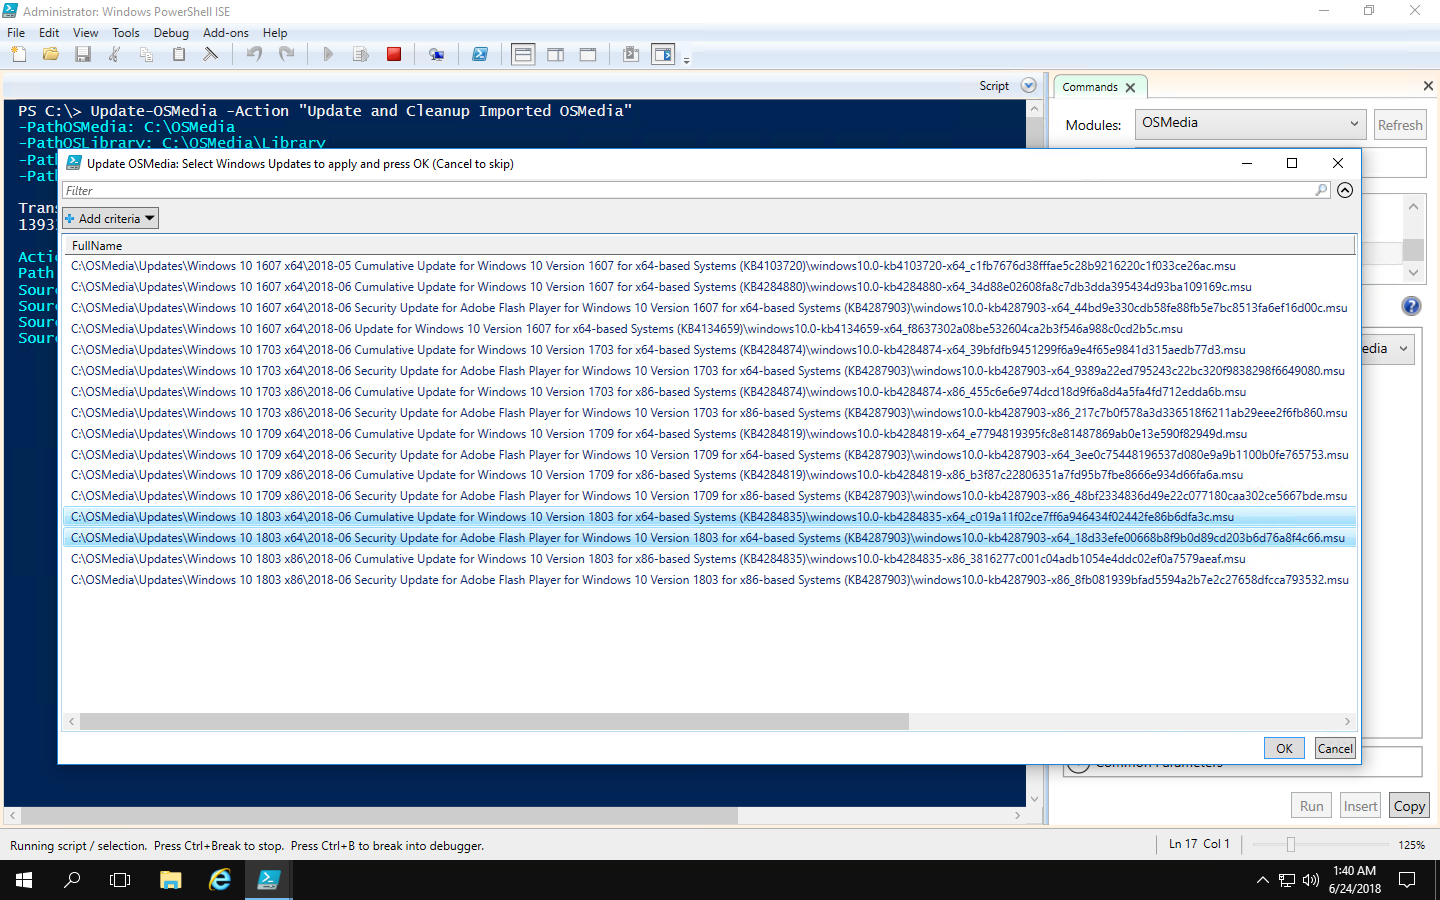 Administrator: Windows PowerShell ISE
File Edit View Tools Debug Add-ons Help
Script
Commands
PS C:\> Update-OSMedia -Action "Update and Cleanup Imported OSMedia"
-PathOSMedia: C:\OSMedia
-PathOSLibrary: C:\OSMedia\Library
-Path
-Pat
Tran
1393
Actio
Path
Sour
Sour
Sour
Sour
Modules: OSMedia Refresh
Update OSMedia: Select Windows Updates to apply and press OK (Cancel to skip)
Filter
Add criteria
FullName
C:\OSMedia\Updates\Windows 10 1607 x64\2018-05 Cumulative Update for Windows 10 Version 1607 for x64-based Systems (KB4103720)\windows10.0-kb4103720-x64_c1fb7676d38fffae5c28b9216220c1f033ce26ac.msu
C:\OSMedia\Updates\Windows 10 1607 x64\2018-06 Cumulative Update for Windows 10 Version 1607 for x64-based Systems (KB4284880)\windows10.0-kb4284880-x64_34d88e02608fa8c7db3dda395434d93ba109169c.msu
C:\OSMedia\Updates\Windows 10 1607 x64\2018-06 Security Update for Adobe Flash Player for Windows 10 Version 1607 for x64-based Systems (KB4287903)\windows10.0-kb4287903-x64_44bd9e330cdb58fe88fb5e7bc8513fa6ef16d00c.msu
C:\OSMedia\Updates\Windows 10 1607 x64\2018-06 Update for Windows 10 Version 1607 for x64-based Systems (KB4134659)\windows10.0-kb4134659-x64_f8637302a08be532604ca2b3f546a988c0cd2b5c.msu
C:\OSMedia\Updates\Windows 10 1703 x64\2018-06 Cumulative Update for Windows 10 Version 1703 for x64-based Systems (KB4284874)\windows10.0-kb4284874-x64_39bfdfb9451299f6a9e4f65e9841d315aedb77d3.msu
C:\OSMedia\Updates\Windows 10 1703 x64\2018-06 Security Update for Adobe Flash Player for Windows 10 Version 1703 for x64-based Systems (KB4287903)\windows10.0-kb4287903-x64_9389a22ed795243c22bc320f9838298f6649080.msu
C:\OSMedia\Updates\Windows 10 1703 x86\2018-06 Cumulative Update for Windows 10 Version 1703 for x86-based Systems (KB4284874)\windows10.0-kb4284874-x86_455c6e6e974dcd18d9f6a8d4a5fa4fd712edda6b.msu
C:\OSMedia\Updates\Windows 10 1703 x86\2018-06 Security Update for Adobe Flash Player for Windows 10 Version 1703 for x86-based Systems (KB4287903)\windows10.0-kb4287903-x86_217c7b0f578a3d336518f6211ab29eee2f6fb860.msu
C:\OSMedia\Updates\Windows 10 1709 x64\2018-06 Cumulative Update for Windows 10 Version 1709 for x64-based Systems (KB4284819)\windows10.0-kb4284819-x64_e7794819395fc8e81487869ab0e13e590f82949d.msu
C:\OSMedia\Updates\Windows 10 1709 x64\2018-06 Security Update for Adobe Flash Player for Windows 10 Version 1709 for x64-based Systems (KB4287903)\windows10.0-kb4287903-x64_3ee0c75448196537d080e9a9b1100b0fe765753.msu
C:\OSMedia\Updates\Windows 10 1709 x86\2018-06 Cumulative Update for Windows 10 Version 1709 for x86-based Systems (KB4284819)\windows10.0-kb4284819-x86_b3f87c22806351a7fd95b7fbe8666e934d66fa6a.msu
C:\OSMedia\Updates\Windows 10 1709 x86\2018-06 Security Update for Adobe Flash Player for Windows 10 Version 1709 for x86-based Systems (KB4287903)\windows10.0-kb4287903-x86_48bf2334836d49e22c077180caa302ce5667bde.msu
C:\OSMedia\Updates\Windows 10 1803 x64\2018-06 Cumulative Update for Windows 10 Version 1803 for x64-based Systems (KB4284835)\windows10.0-kb4284835-x64_c019a11f02ce7ff6a946434f02442fe86b6dfa3c.msu
C:\OSMedia\Updates\Windows 10 1803 x64\2018-06 Security Update for Adobe Flash Player for Windows 10 Version 1803 for x64-based Systems (KB4287903)\windows10.0-kb4287903-x64_18d33efe00668b8f9b0d89cd203b6d76a8f4c66.msu
C:\OSMedia\Updates\Windows 10 1803 x86\2018-06 Cumulative Update for Windows 10 Version 1803 for x86-based Systems (KB4284835)\windows10.0-kb4284835-x86_3816277c001c04adb1054e4ddc02ef0a7579aeaf.msu
C:\OSMedia\Updates\Windows 10 1803 x86\2018-06 Security Update for Adobe Flash Player for Windows 10 Version 1803 for x86-based Systems (KB4287903)\windows10.0-kb4287903-x86_8fb081939bfad5594a2b7e2c27658dfcca793532.msu
edia
OK Cancel
Common Parameters
Run Insert Copy
Running script / selection. Press Ctrl+Break to stop. Press Ctrl+B to break into debugger.
Ln 17 Col 1
125%
1:40 AM
6/24/2018